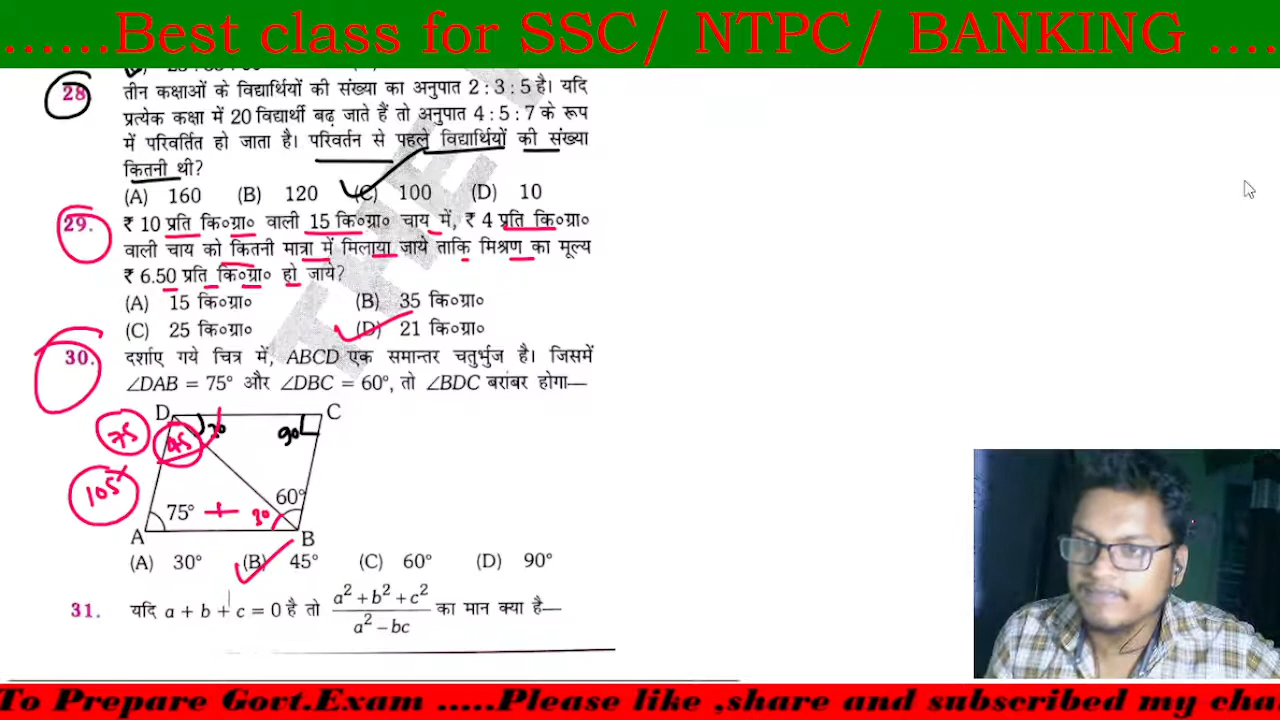 ......Best class for SSC/ NTPC/ BANKING ....
28
तीन कक्षाओं के विद्यार्थियों की संख्या का अनुपात 2 : 3 : 5 है। यदि
प्रत्येक कक्षा में 20 विद्यार्थी बढ़ जाते हैं तो अनुपात 4 : 5 : 7 के रूप
में परिवर्तित हो जाता है। परिवर्तन से पहले विद्यार्थियों की संख्या
कितनी थी?
(A) 160 (B) 120 (C) 100 (D) 10
29. ₹ 10 प्रति कि०ग्रा० वाली 15 कि०ग्रा० चाय में, ₹ 4 प्रति कि०ग्रा०
वाली चाय को कितनी मात्रा में मिलाया जाये ताकि मिश्रण का मूल्य
₹ 6.50 प्रति कि०ग्रा० हो जाये?
(A) 15 कि०ग्रा० (B) 35 कि०ग्रा०
(C) 25 कि०ग्रा० (D) 21 कि०ग्रा०
30. दर्शाए गये चित्र में, ABCD एक समान्तर चतुर्भुज है। जिसमें
∠DAB = 75° और ∠DBC = 60°, तो ∠BDC बरांबर होगा—
D C
75 45 30 90
105
60°
75° + 30
A B
(A) 30° (B) 45° (C) 60° (D) 90°
31. यदि a + b + c = 0 है तो (a² + b² + c²)/(a² − bc) का मान क्या है—
To Prepare Govt.Exam .....Please like ,share and subscribed my cha